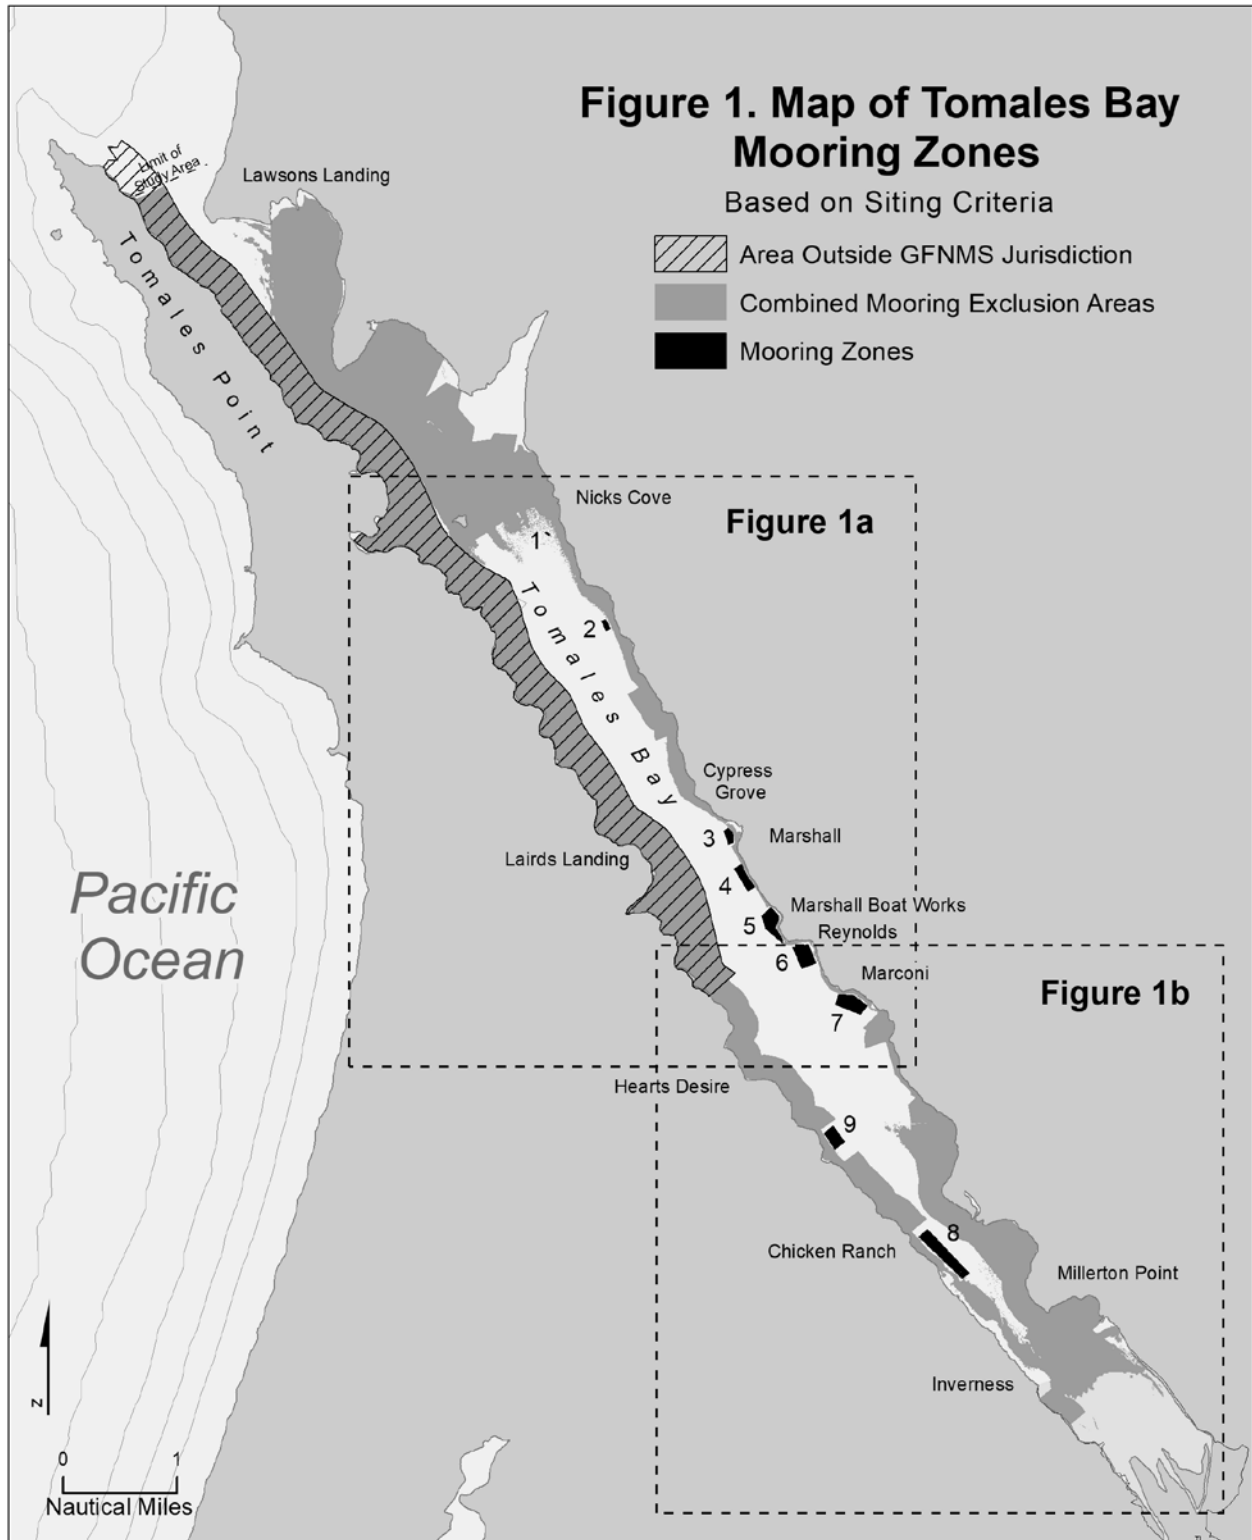 Figure 1. Map of Tomales Bay
Mooring Zones
Based on Siting Criteria
Area Outside GFNMS Jurisdiction
Combined Mooring Exclusion Areas
Mooring Zones
Limit of
Study Area
Lawsons Landing
Tomales Point
Nicks Cove
Figure 1a
1
Tomales Bay
2
Cypress
Grove
3
Marshall
Lairds Landing
4
Marshall Boat Works
5
Reynolds
6
Marconi
Pacific
Ocean
Figure 1b
7
Hearts Desire
9
8
Chicken Ranch
Millerton Point
Inverness
N
0 1
Nautical Miles